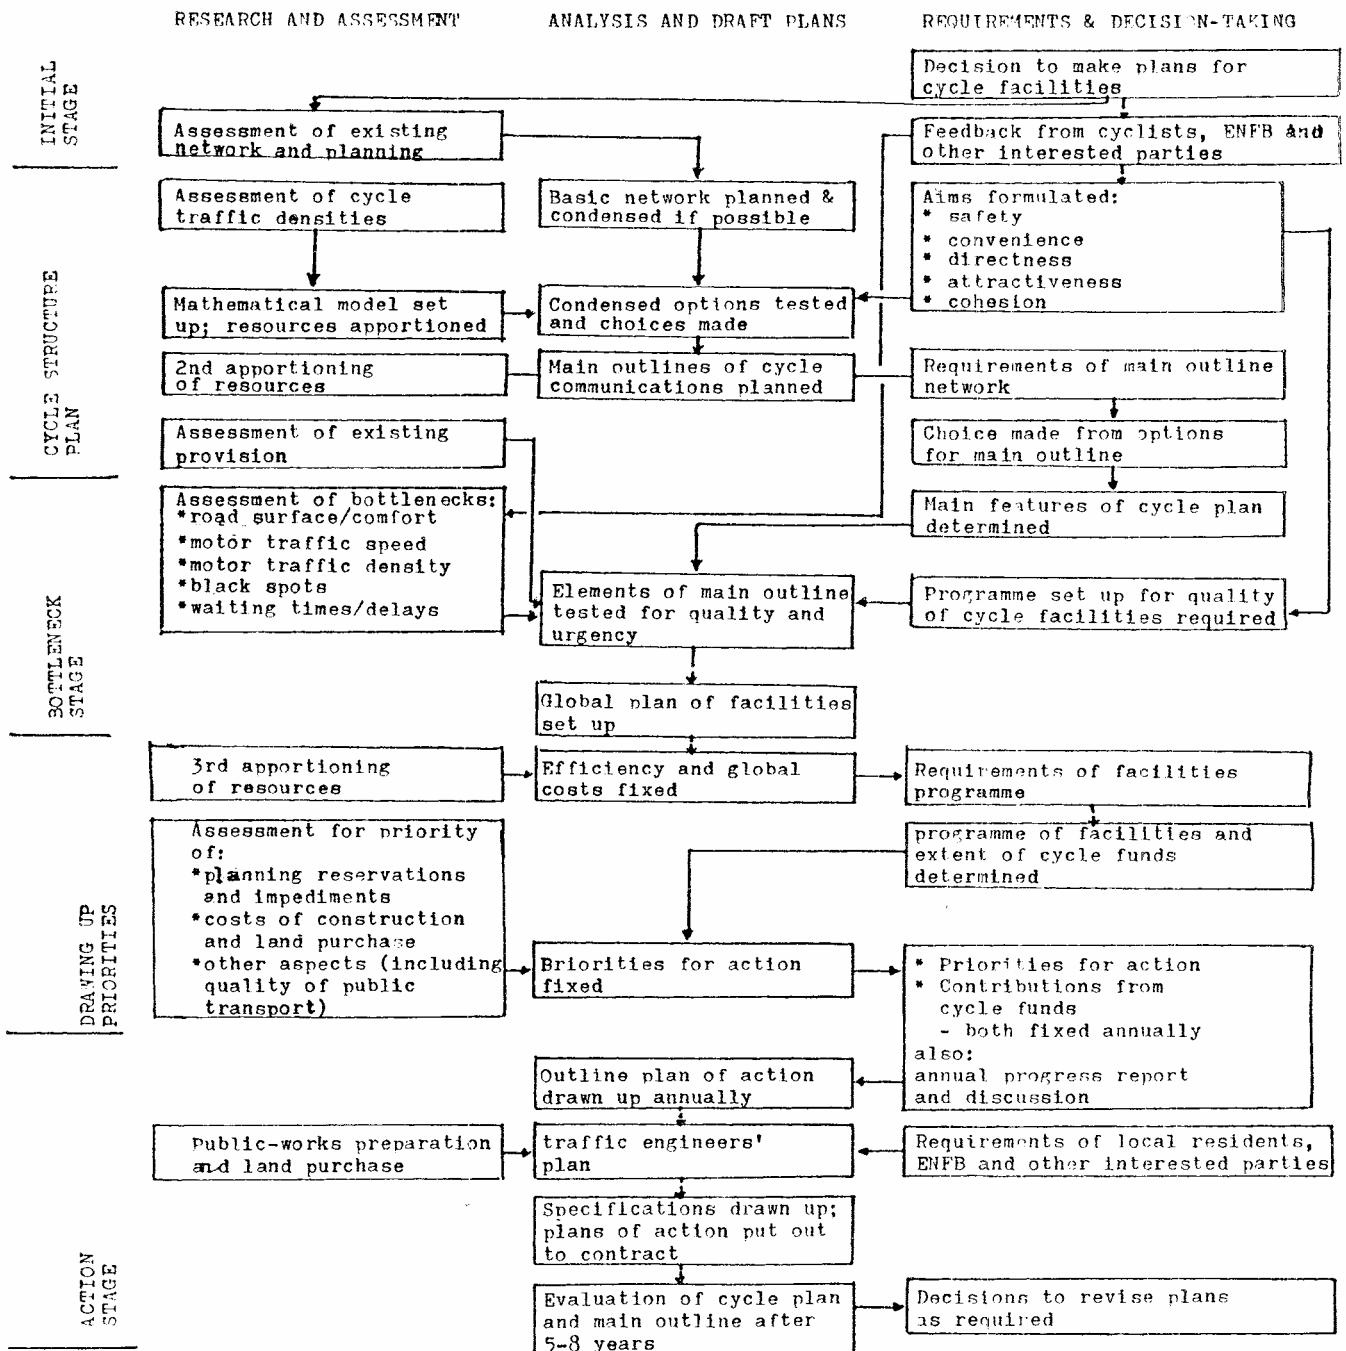 RESEARCH AND ASSESSMENT
ANALYSIS AND DRAFT PLANS
REQUIREMENTS & DECISION-TAKING
INITIAL
STAGE
Decision to make plans for
cycle facilities
Assessment of existing
network and planning
Feedback from cyclists, ENFB and
other interested parties
CYCLE STRUCTURE
PLAN
Assessment of cycle
traffic densities
Basic network planned &
condensed if possible
Aims formulated:
* safety
* convenience
* directness
* attractiveness
* cohesion
Mathematical model set
up; resources apportioned
Condensed options tested
and choices made
2nd apportioning
of resources
Main outlines of cycle
communications planned
Requirements of main outline
network
Assessment of existing
provision
Choice made from options
for main outline
BOTTLENECK
STAGE
Assessment of bottlenecks:
*road surface/comfort
*motor traffic speed
*motor traffic density
*black spots
*waiting times/delays
Main features of cycle plan
determined
Elements of main outline
tested for quality and
urgency
Programme set up for quality
of cycle facilities required
Global plan of facilities
set up
DRAWING UP
PRIORITIES
3rd apportioning
of resources
Efficiency and global
costs fixed
Requirements of facilities
programme
Assessment for priority
of:
*planning reservations
and impediments
*costs of construction
and land purchase
*other aspects (including
quality of public
transport)
programme of facilities and
extent of cycle funds
determined
Briorities for action
fixed
* Priorities for action
* Contributions from
cycle funds
- both fixed annually
also:
annual progress report
and discussion
ACTION
STAGE
Outline plan of action
drawn up annually
Public-works preparation
and land purchase
traffic engineers'
plan
Requirements of local residents,
ENFB and other interested parties
Specifications drawn up;
plans of action put out
to contract
Evaluation of cycle plan
and main outline after
5-8 years
Decisions to revise plans
as required